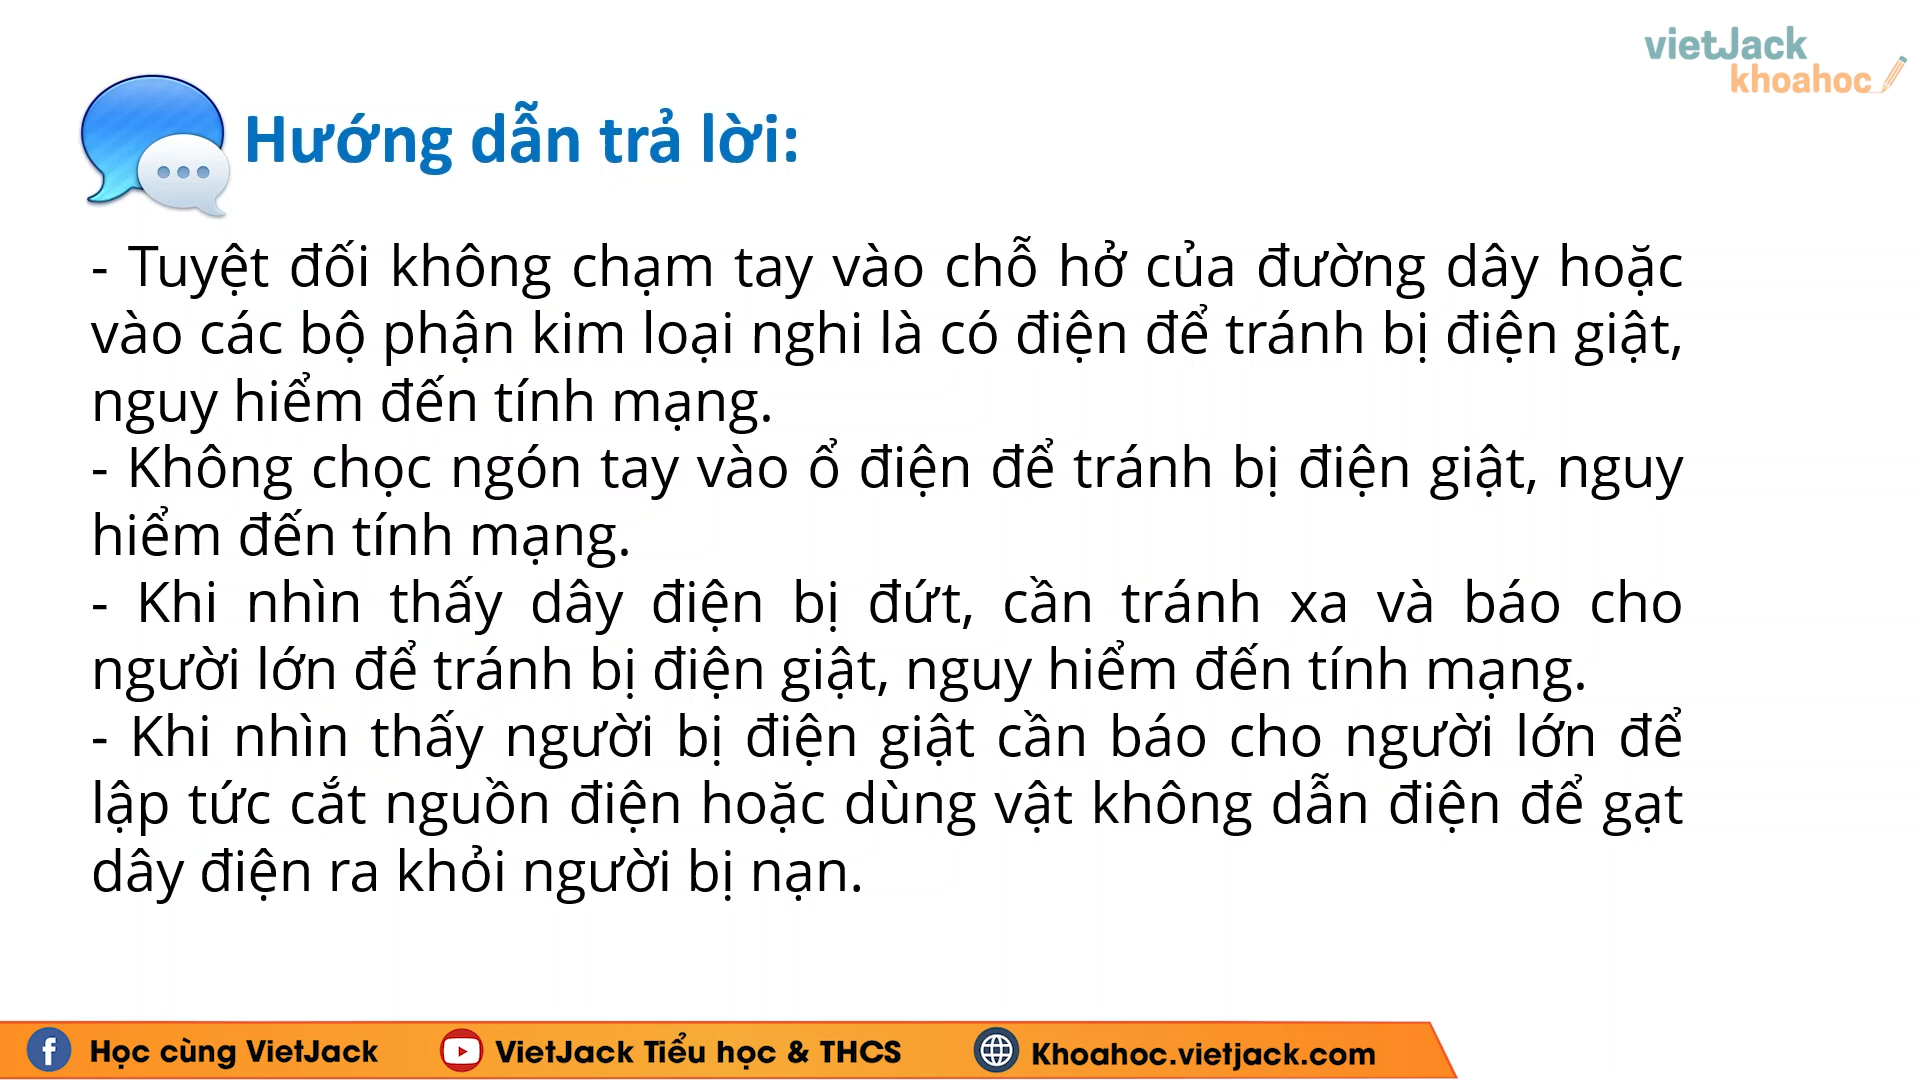 vietJack
khoahoc
Hướng dẫn trả lời:
- Tuyệt đối không chạm tay vào chỗ hở của đường dây hoặc
vào các bộ phận kim loại nghi là có điện để tránh bị điện giật,
nguy hiểm đến tính mạng.
- Không chọc ngón tay vào ổ điện để tránh bị điện giật, nguy
hiểm đến tính mạng.
- Khi nhìn thấy dây điện bị đứt, cần tránh xa và báo cho
người lớn để tránh bị điện giật, nguy hiểm đến tính mạng.
- Khi nhìn thấy người bị điện giật cần báo cho người lớn để
lập tức cắt nguồn điện hoặc dùng vật không dẫn điện để gạt
dây điện ra khỏi người bị nạn.
Học cùng VietJack VietJack Tiểu học & THCS Khoahoc.vietjack.com